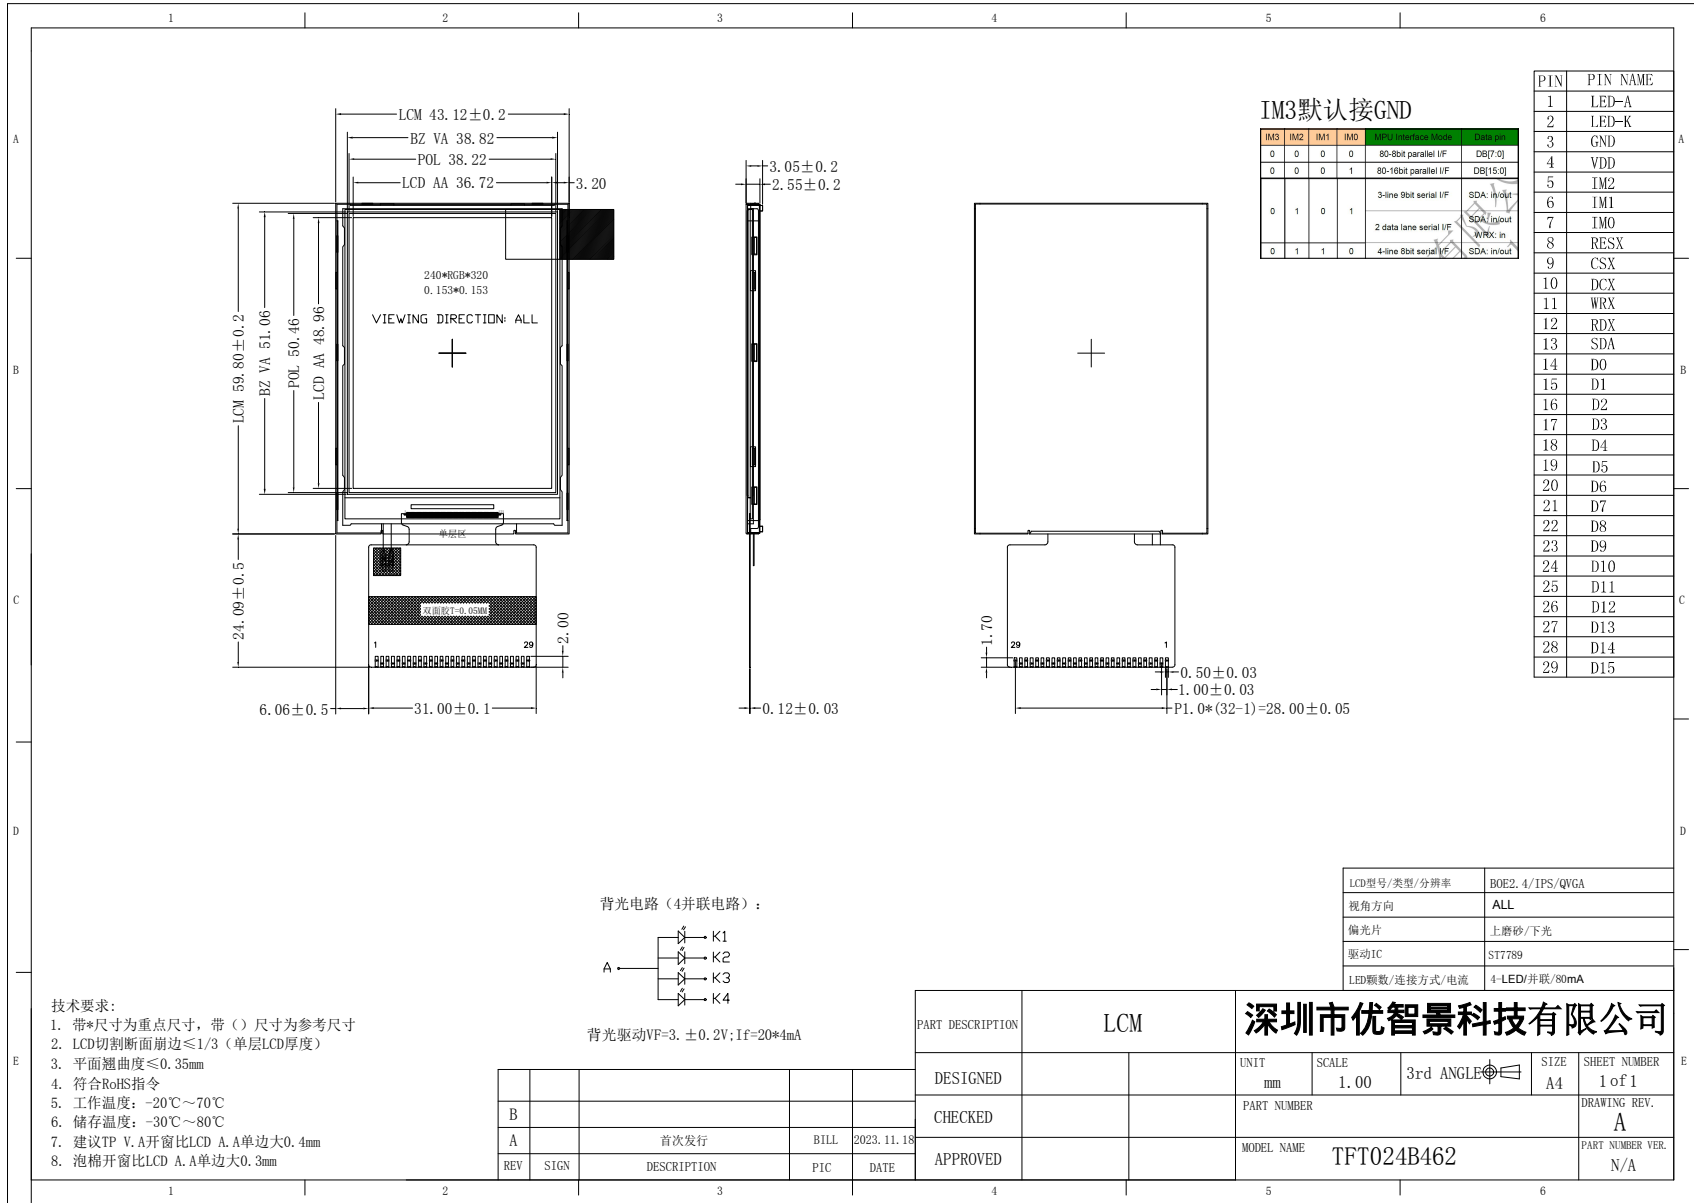 1 2 3 4 5 6
A
B
C
D
E
A
B
C
D
E
LCM 43.12±0.2
BZ VA 38.82
POL 38.22
LCD AA 36.72
3.20
LCM 59.80±0.2
BZ VA 51.06
POL 50.46
LCD AA 48.96
240*RGB*320
0.153*0.153
VIEWING DIRECTION: ALL
单层区
双面胶T=0.05MM
1 29
24.09±0.5
2.00
6.06±0.5
31.00±0.1
3.05±0.2
2.55±0.2
0.12±0.03
1.70
29 1
0.50±0.03
1.00±0.03
P1.0*(32-1)=28.00±0.05
IM3默认接GND
IM3 IM2 IM1 IM0 MPU Interface Mode Data pin
0 0 0 0 80-8bit parallel I/F DB[7:0]
0 0 0 1 80-16bit parallel I/F DB[15:0]
0 1 0 1 3-line 9bit serial I/F SDA: in/out
2 data lane serial I/F SDA: in/out
WRX: in
0 1 1 0 4-line 8bit serial I/F SDA: in/out
有限公
PIN PIN NAME
1 LED-A
2 LED-K
3 GND
4 VDD
5 IM2
6 IM1
7 IM0
8 RESX
9 CSX
10 DCX
11 WRX
12 RDX
13 SDA
14 D0
15 D1
16 D2
17 D3
18 D4
19 D5
20 D6
21 D7
22 D8
23 D9
24 D10
25 D11
26 D12
27 D13
28 D14
29 D15
背光电路（4并联电路）:
A
K1
K2
K3
K4
背光驱动VF=3.±0.2V;If=20*4mA
技术要求:
1. 带*尺寸为重点尺寸，带（）尺寸为参考尺寸
2. LCD切割断面崩边≤1/3（单层LCD厚度）
3. 平面翘曲度≤0.35mm
4. 符合RoHS指令
5. 工作温度: -20℃～70℃
6. 储存温度: -30℃～80℃
7. 建议TP V.A开窗比LCD A.A单边大0.4mm
8. 泡棉开窗比LCD A.A单边大0.3mm
B
A 首次发行 BILL 2023.11.18
REV SIGN DESCRIPTION PIC DATE
LCD型号/类型/分辨率 BOE2.4/IPS/QVGA
视角方向 ALL
偏光片 上磨砂/下光
驱动IC ST7789
LED颗数/连接方式/电流 4-LED/并联/80mA
PART DESCRIPTION LCM
深圳市优智景科技有限公司
DESIGNED
CHECKED
APPROVED
UNIT mm
SCALE 1.00
3rd ANGLE
SIZE A4
SHEET NUMBER 1of1
PART NUMBER
DRAWING REV. A
MODEL NAME TFT024B462
PART NUMBER VER. N/A
1 2 3 4 5 6